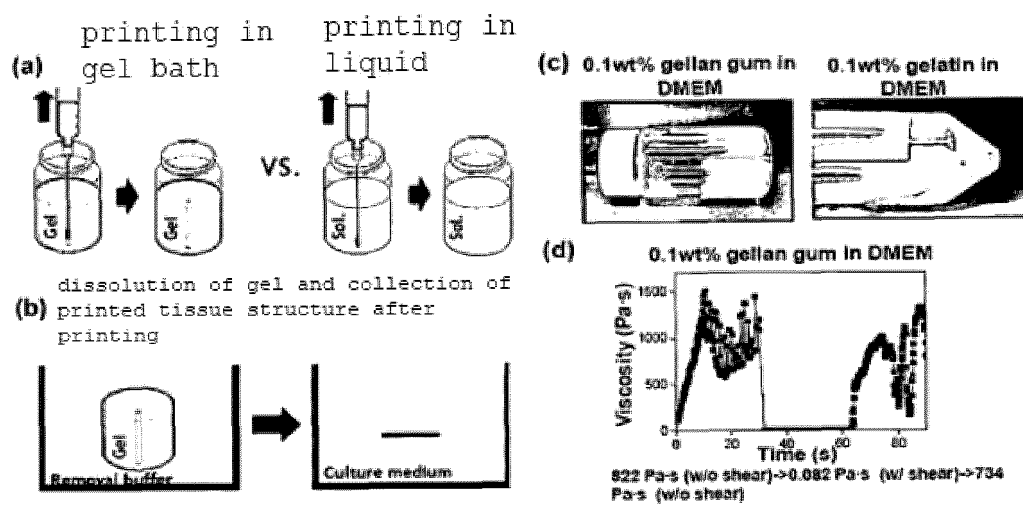 (a)
printing in
gel bath
printing in
liquid
vs.
Gel
Gel
Sol.
Sol.
(b)
dissolution of gel and collection of
printed tissue structure after
printing
Gel
Removal buffer
Culture medium
(c)
0.1wt% gellan gum in
DMEM
0.1wt% gelatin in
DMEM
(d)
0.1wt% gellan gum in DMEM
Viscosity (Pa·s)
1500
1000
500
0
0
20
40
60
80
Time (s)
822 Pa·s (w/o shear)->0.082 Pa·s (w/ shear)->734
Pa·s (w/o shear)